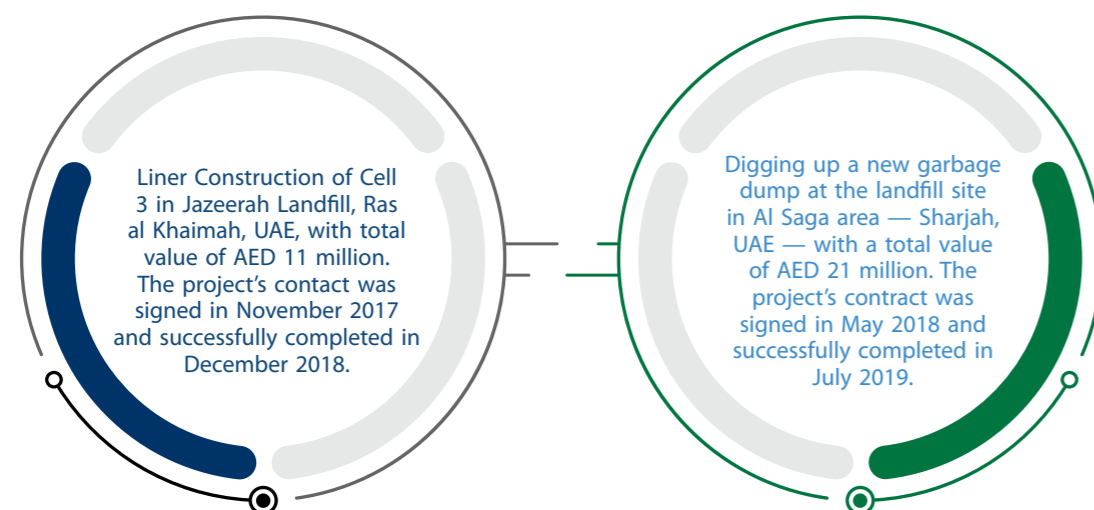 Liner Construction of Cell
3 in Jazeerah Landfill, Ras
al Khaimah, UAE, with total
value of AED 11 million.
The project's contact was
signed in November 2017
and successfully completed in
December 2018.
Digging up a new garbage
dump at the landfill site
in Al Saga area — Sharjah,
UAE — with a total value
of AED 21 million. The
project's contract was
signed in May 2018 and
successfully completed in
July 2019.